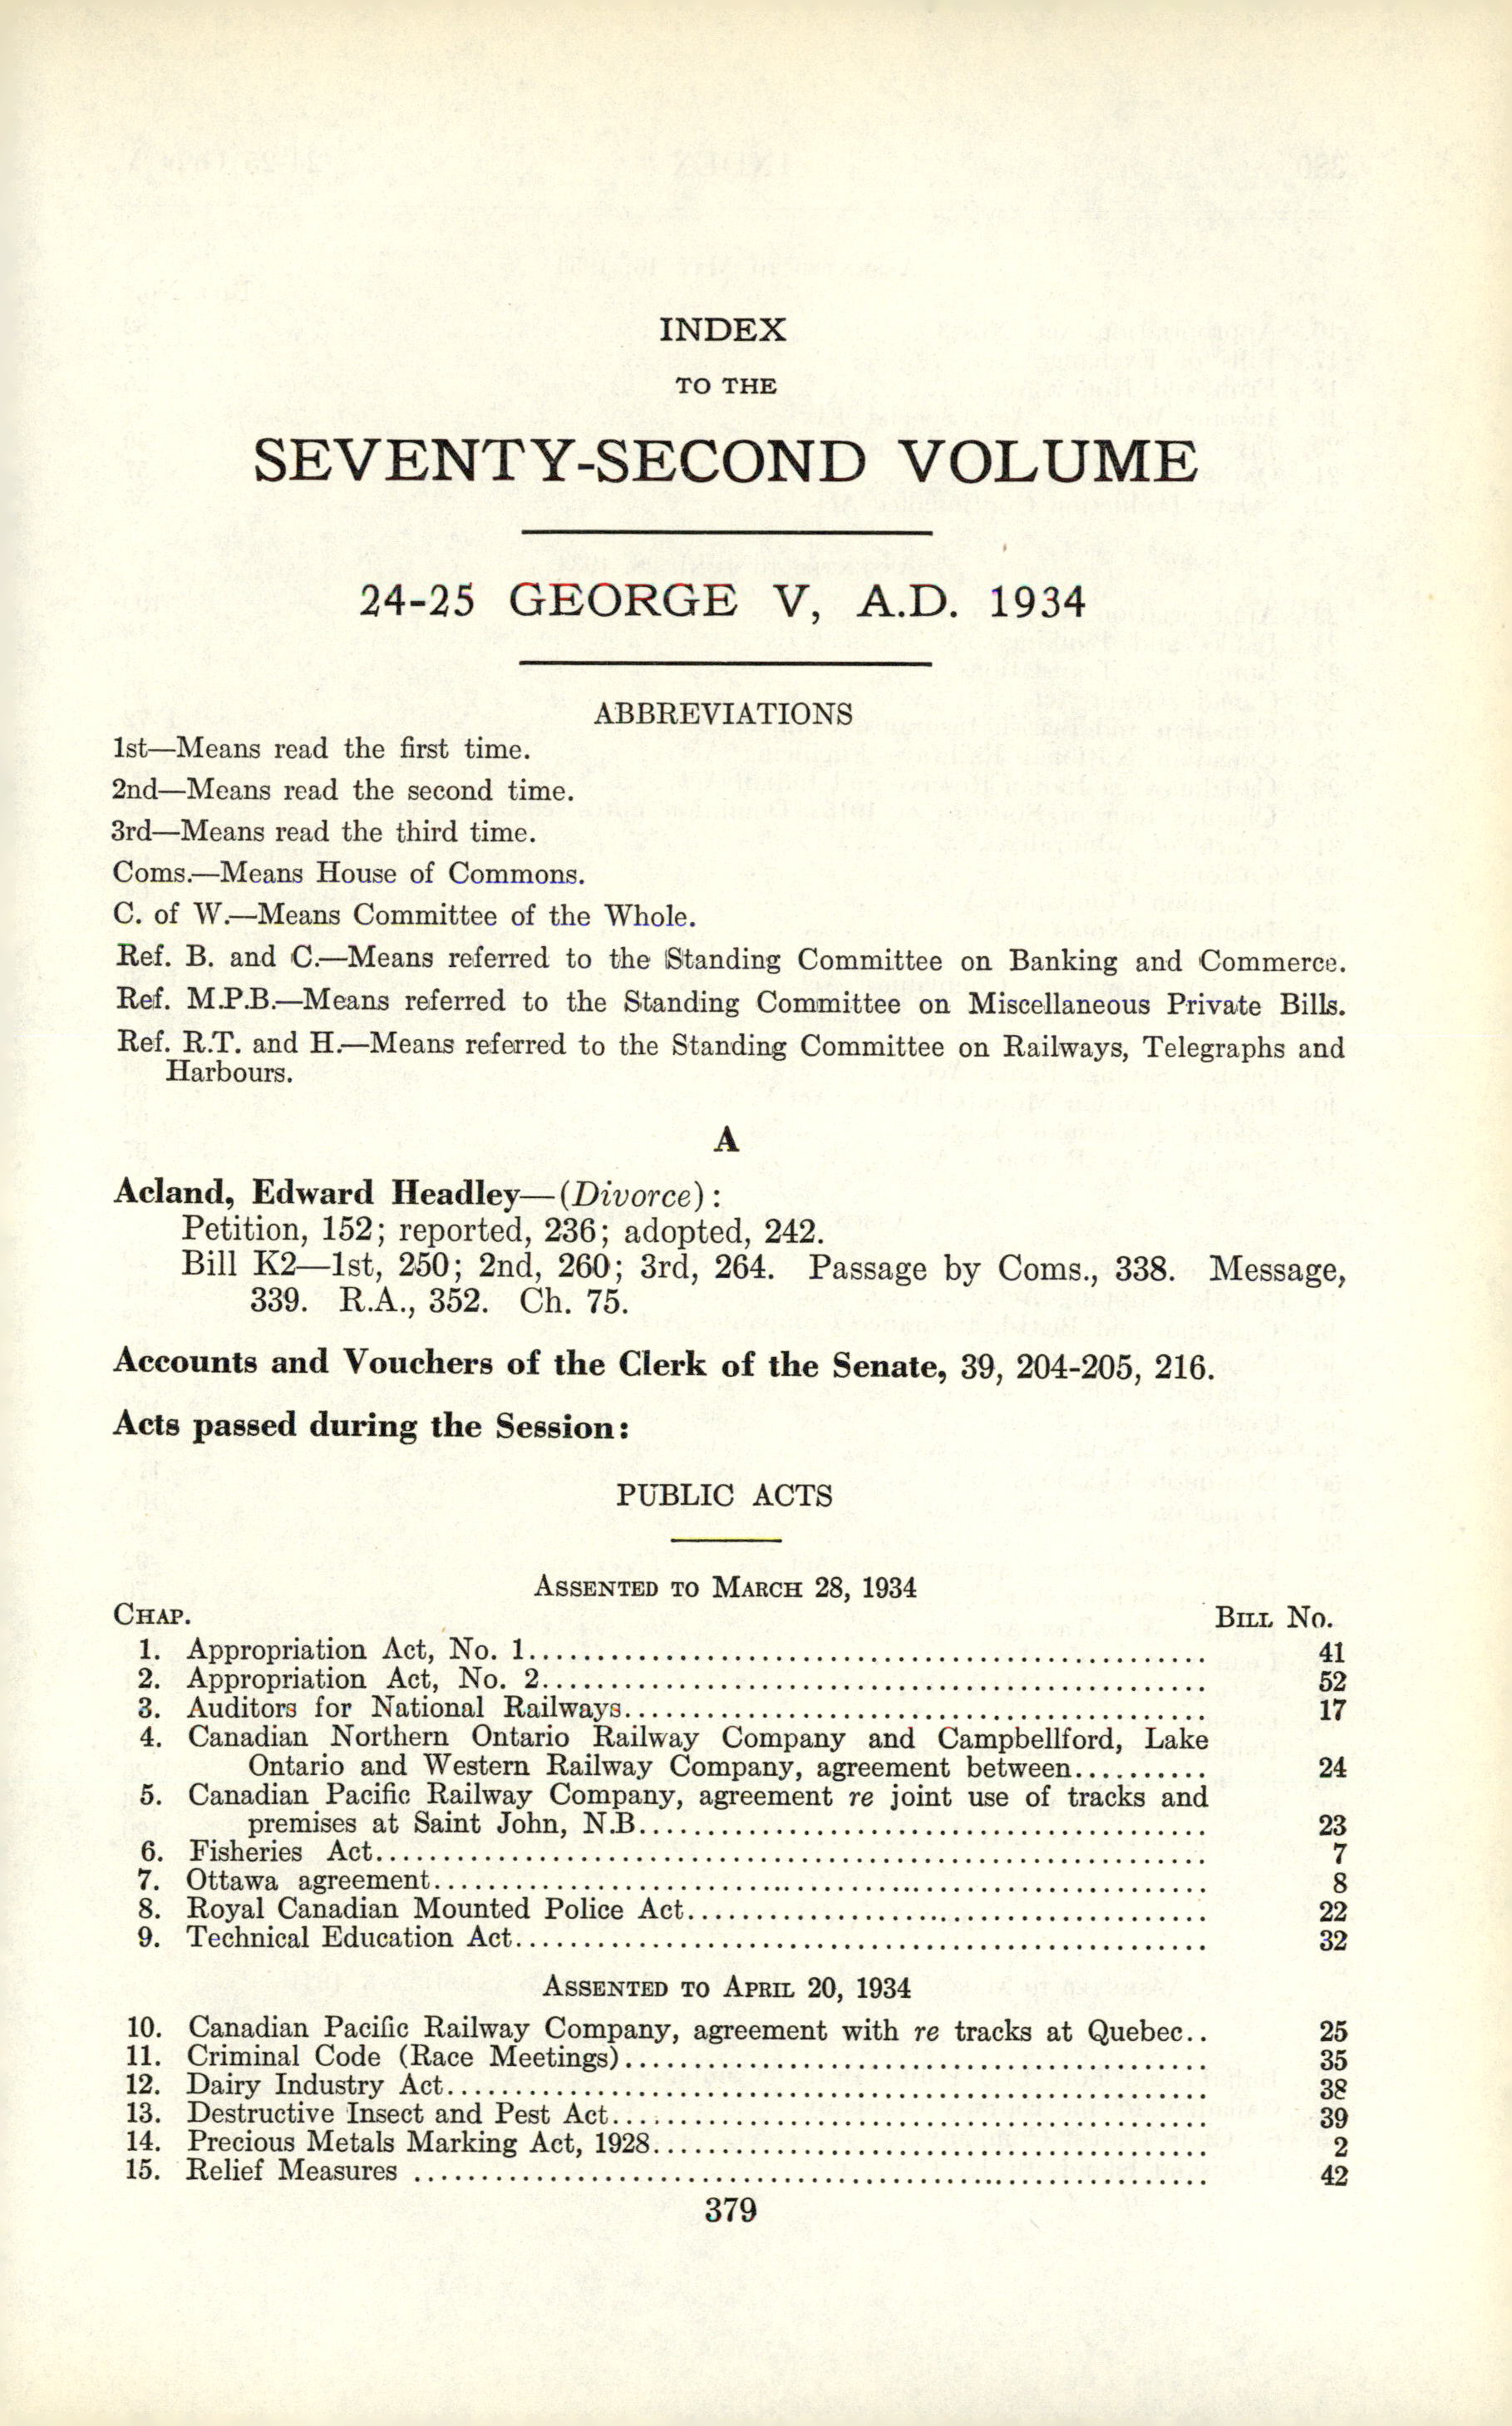 INDEX
TO THE
SEVENTY-SECOND VOLUME
24-25 GEORGE V, A.D. 1934
ABBREVIATIONS
1st—Means read the first time.
2nd—Means read the second time.
3rd—Means read the third time.
Coms.—Means House of Commons.
C. of W.—Means Committee of the Whole.
Ref. B. and C.—Means referred to the Standing Committee on Banking and Commerce.
Ref. M.P.B.—Means referred to the Standing Committee on Miscellaneous Private Bills.
Ref. R.T. and H.—Means referred to the Standing Committee on Railways, Telegraphs and
Harbours.
A
Acland, Edward Headley—(Divorce):
Petition, 152; reported, 236; adopted, 242.
Bill K2—1st, 250; 2nd, 260; 3rd, 264. Passage by Coms., 338. Message,
339. R.A., 352. Ch. 75.
Accounts and Vouchers of the Clerk of the Senate, 39, 204-205, 216.
Acts passed during the Session:
PUBLIC ACTS
ASSENTED TO MARCH 28, 1934
CHAP. BILL No.
1. Appropriation Act, No. 1.......... 41
2. Appropriation Act, No. 2.......... 52
3. Auditors for National Railways.......... 17
4. Canadian Northern Ontario Railway Company and Campbellford, Lake
Ontario and Western Railway Company, agreement between.......... 24
5. Canadian Pacific Railway Company, agreement re joint use of tracks and
premises at Saint John, N.B.......... 23
6. Fisheries Act.......... 7
7. Ottawa agreement.......... 8
8. Royal Canadian Mounted Police Act.......... 22
9. Technical Education Act.......... 32
ASSENTED TO APRIL 20, 1934
10. Canadian Pacific Railway Company, agreement with re tracks at Quebec.. 25
11. Criminal Code (Race Meetings).......... 35
12. Dairy Industry Act.......... 38
13. Destructive Insect and Pest Act.......... 39
14. Precious Metals Marking Act, 1928.......... 2
15. Relief Measures .......... 42
379